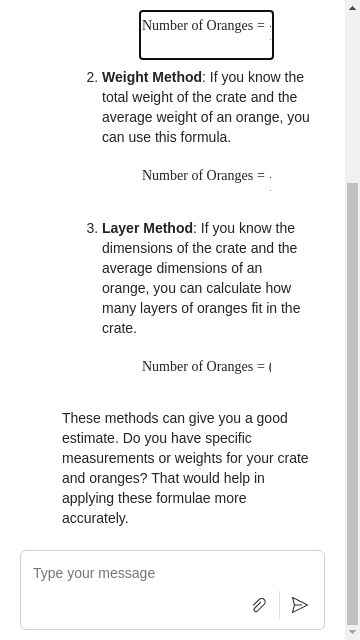 Number of Oranges =
2. Weight Method: If you know the
total weight of the crate and the
average weight of an orange, you
can use this formula.
Number of Oranges =
3. Layer Method: If you know the
dimensions of the crate and the
average dimensions of an
orange, you can calculate how
many layers of oranges fit in the
crate.
Number of Oranges = (
These methods can give you a good
estimate. Do you have specific
measurements or weights for your crate
and oranges? That would help in
applying these formulae more
accurately.
Type your message